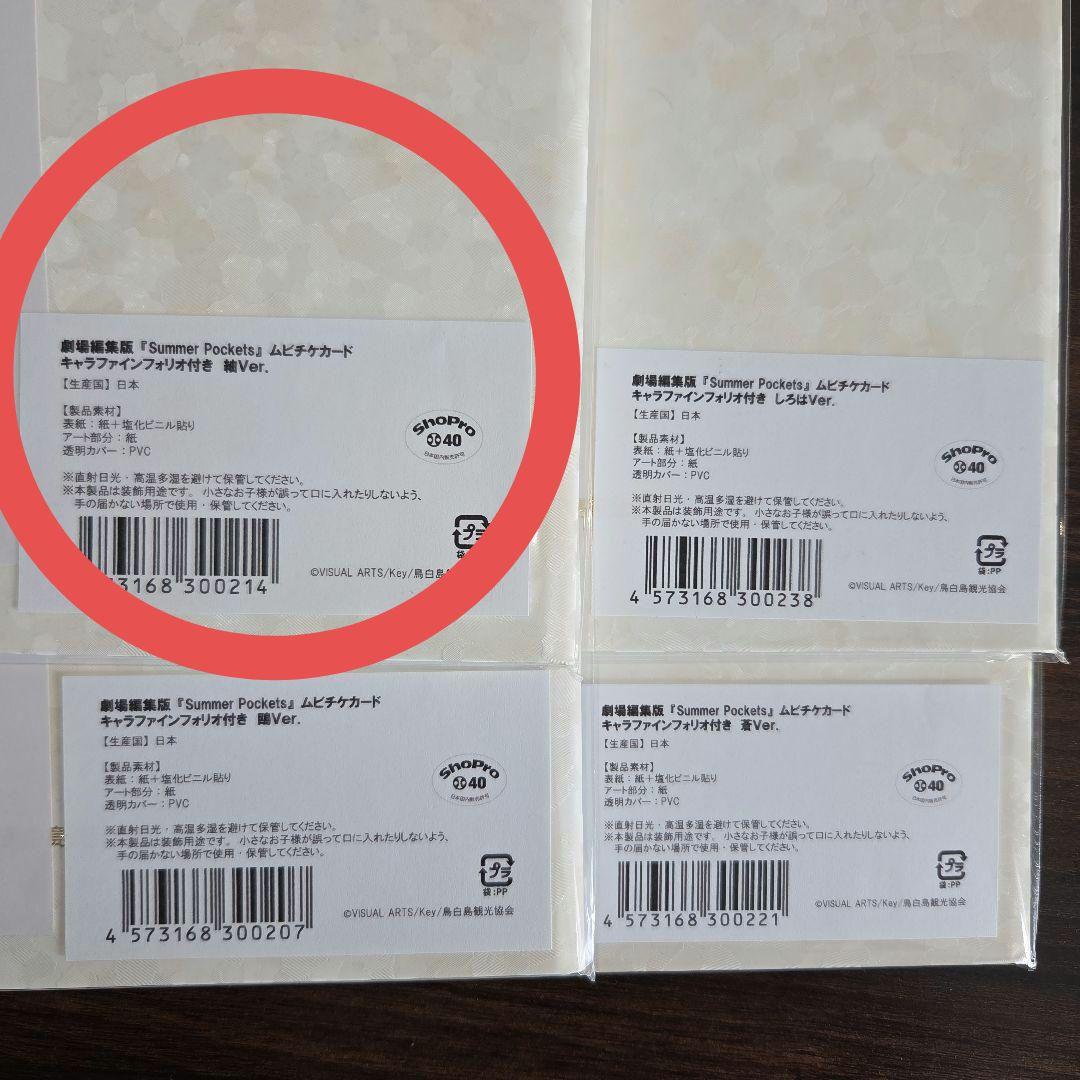 劇場編集版『Summer Pockets』ムビチケカード
キャラファインフォリオ付き 紬Ver.
【生産国】日本
【製品素材】
表紙：紙＋塩化ビニル貼り
アート部分：紙
透明カバー：PVC
ShoPro
40
※直射日光・高温多湿を避けて保管してください。
※本製品は装飾用途です。小さなお子様が誤って口に入れたりしないよう、
手の届かない場所で使用・保管してください。
プラ
袋
573168 300214
©VISUAL ARTS/Key/鳥白島観
劇場編集版『Summer Pockets』ムビチケカード
キャラファインフォリオ付き しろはVer.
【生産国】日本
【製品素材】
表紙：紙＋塩化ビニル貼り
アート部分：紙
透明カバー：PVC
ShoPro
40
日本国内販売許可
※直射日光・高温多湿を避けて保管してください。
※本製品は装飾用途です。小さなお子様が誤って口に入れたりしないよう、
手の届かない場所で使用・保管してください。
プラ
袋:PP
4 573168 300238
©VISUAL ARTS/Key/鳥白島観光協会
劇場編集版『Summer Pockets』ムビチケカード
キャラファインフォリオ付き 鴎Ver.
【生産国】日本
【製品素材】
表紙：紙＋塩化ビニル貼り
アート部分：紙
透明カバー：PVC
ShoPro
40
日本国内販売許可
※直射日光・高温多湿を避けて保管してください。
※本製品は装飾用途です。小さなお子様が誤って口に入れたりしないよう、
手の届かない場所で使用・保管してください。
プラ
袋:PP
4 573168 300207
©VISUAL ARTS/Key/鳥白島観光協会
劇場編集版『Summer Pockets』ムビチケカード
キャラファインフォリオ付き 蒼Ver.
【生産国】日本
【製品素材】
表紙：紙＋塩化ビニル貼り
アート部分：紙
透明カバー：PVC
ShoPro
40
日本国内販売許可
※直射日光・高温多湿を避けて保管してください。
※本製品は装飾用途です。小さなお子様が誤って口に入れたりしないよう、
手の届かない場所で使用・保管してください。
プラ
袋:PP
4 573168 300221
©VISUAL ARTS/Key/鳥白島観光協会